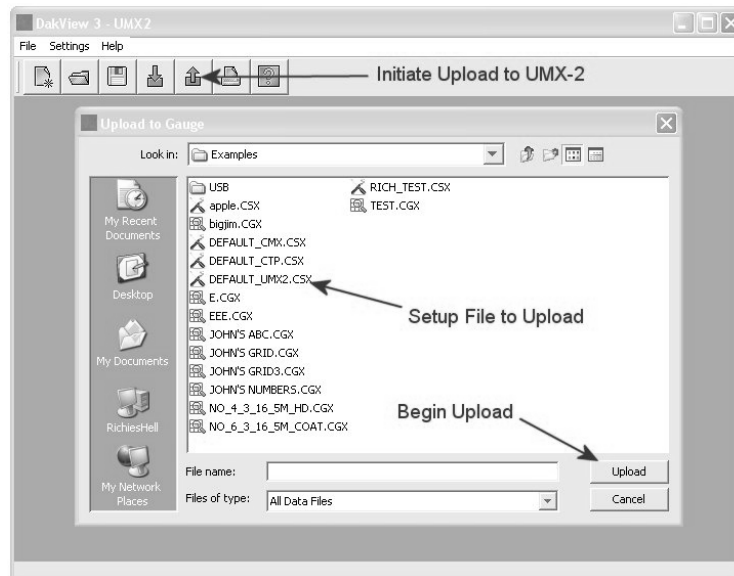 DakView 3 - UMX2
File Settings Help
Initiate Upload to UMX-2
Upload to Gauge
Look in: Examples
My Recent Documents
Desktop
My Documents
RichiesHell
My Network Places
USB
apple.CSX
bigjim.CGX
DEFAULT_CMX.CSX
DEFAULT_CTP.CSX
DEFAULT_UMX2.CSX
E.CGX
EEE.CGX
JOHN'S ABC.CGX
JOHN'S GRID.CGX
JOHN'S GRID3.CGX
JOHN'S NUMBERS.CGX
NO_4_3_16_5M_HD.CGX
NO_6_3_16_5M_COAT.CGX
RICH_TEST.CSX
TEST.CGX
Setup File to Upload
Begin Upload
File name:
Upload
Files of type: All Data Files
Cancel